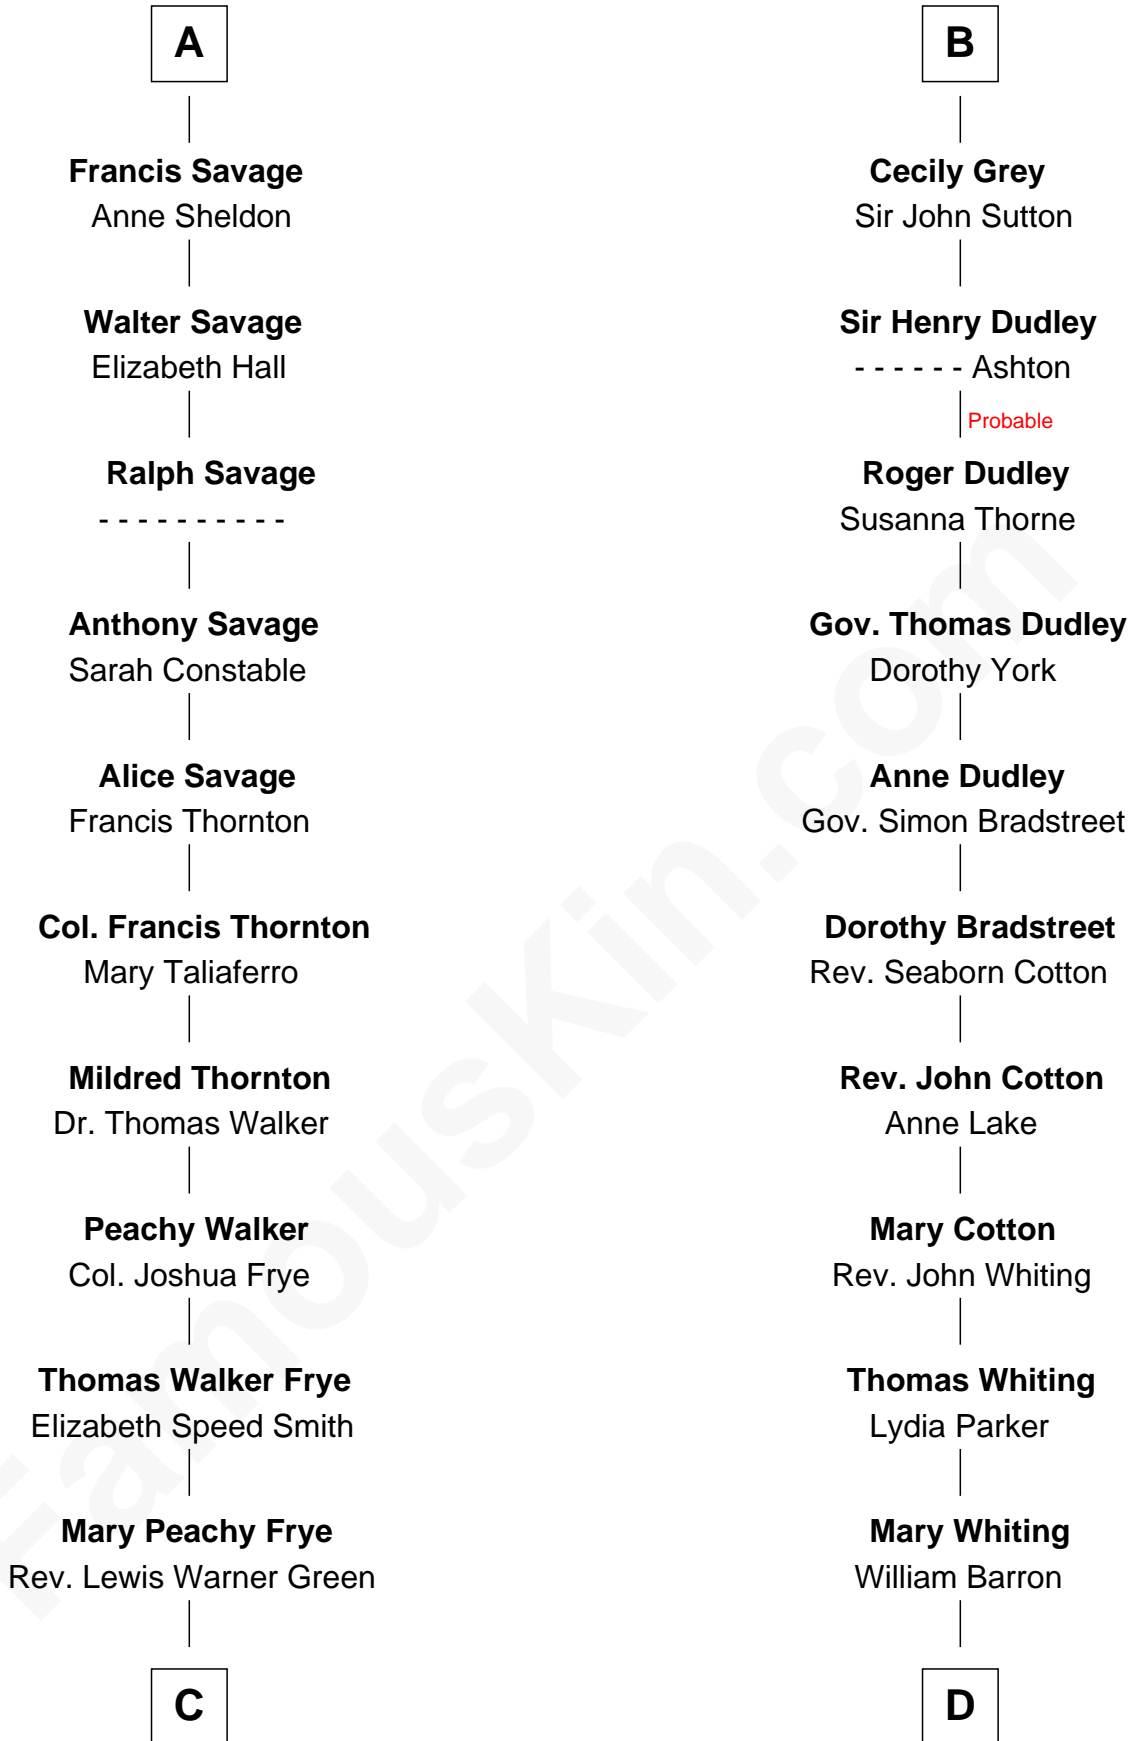 A
Francis Savage
Anne Sheldon
Walter Savage
Elizabeth Hall
Ralph Savage
- - - - - - - - - -
Anthony Savage
Sarah Constable
Alice Savage
Francis Thornton
Col. Francis Thornton
Mary Taliaferro
Mildred Thornton
Dr. Thomas Walker
Peachy Walker
Col. Joshua Frye
Thomas Walker Frye
Elizabeth Speed Smith
Mary Peachy Frye
Rev. Lewis Warner Green
C
B
Cecily Grey
Sir John Sutton
Sir Henry Dudley
- - - - - - Ashton
Probable
Roger Dudley
Susanna Thorne
Gov. Thomas Dudley
Dorothy York
Anne Dudley
Gov. Simon Bradstreet
Dorothy Bradstreet
Rev. Seaborn Cotton
Rev. John Cotton
Anne Lake
Mary Cotton
Rev. John Whiting
Thomas Whiting
Lydia Parker
Mary Whiting
William Barron
D
FamousKin.com